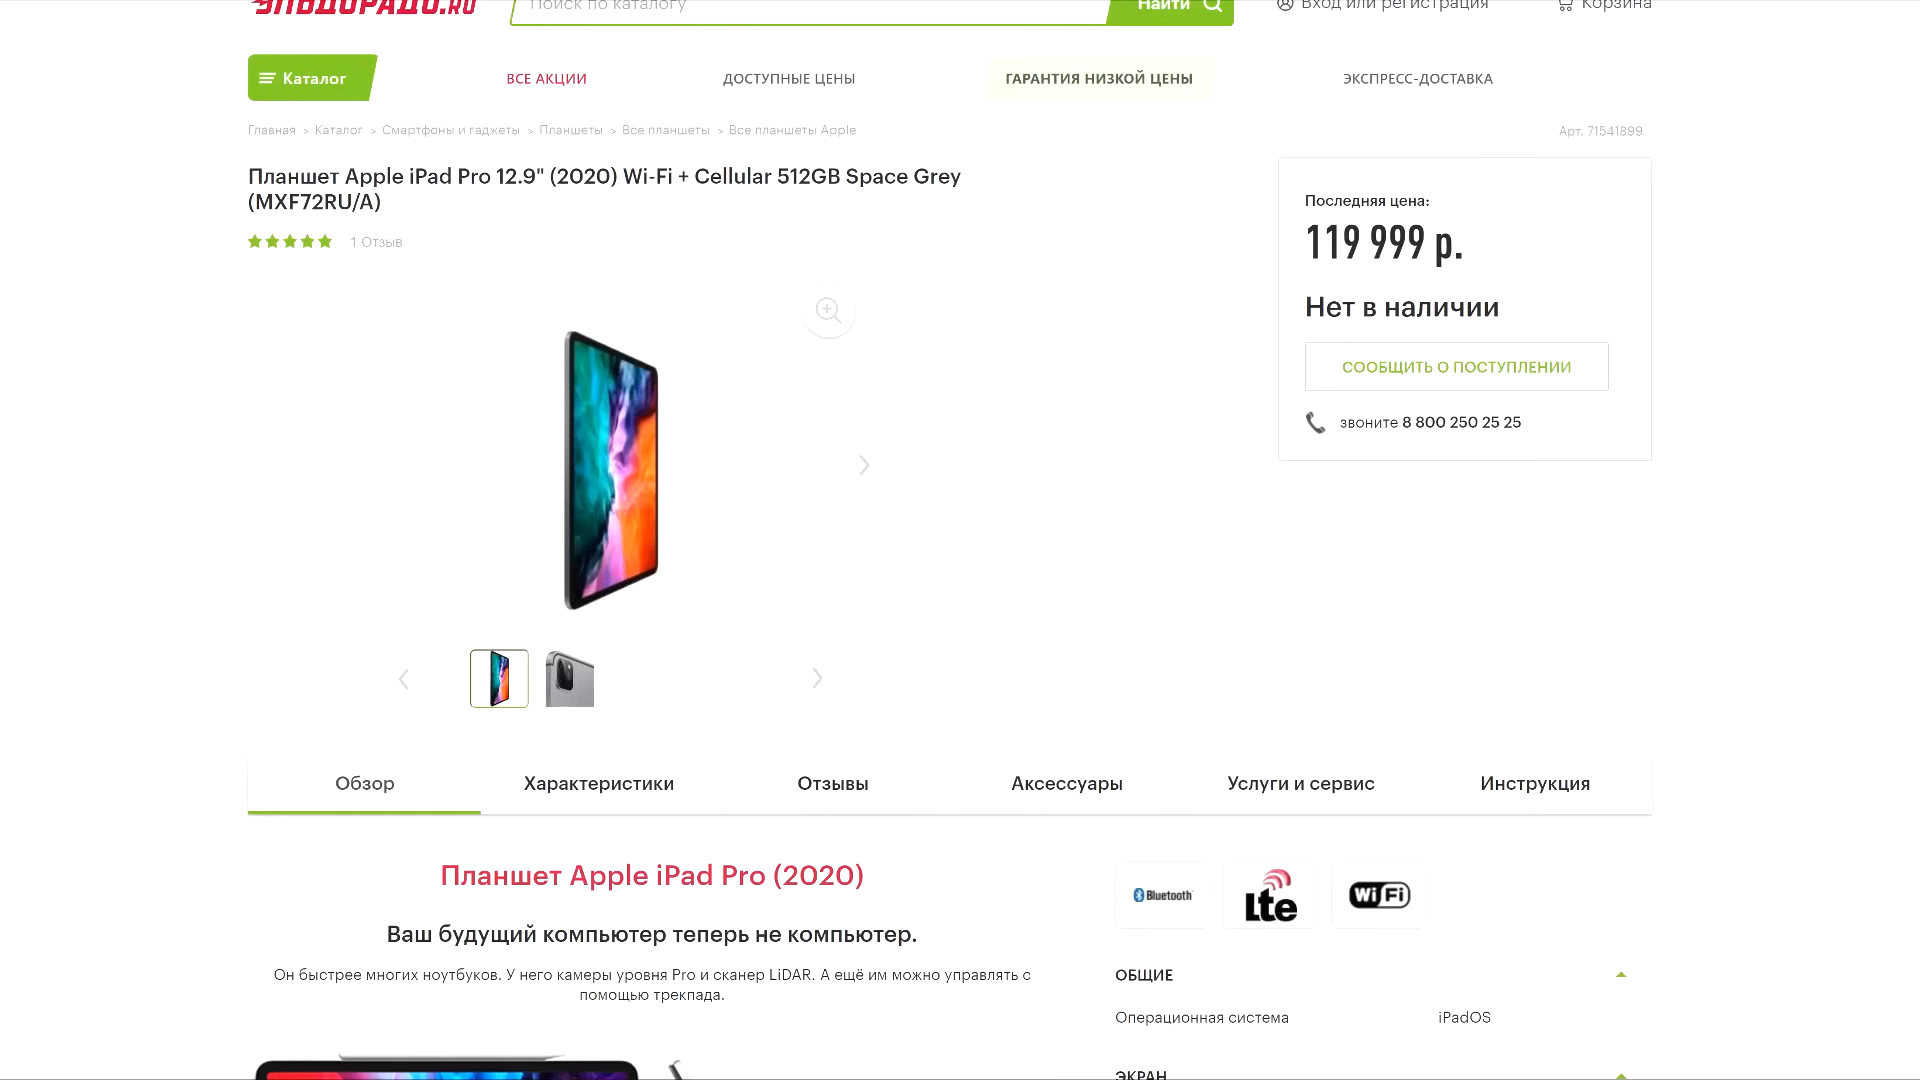 ЭЛЬДОРАДО.RU
Поиск по каталогу
Найти
Вход или регистрация
Корзина
Каталог
ВСЕ АКЦИИ
ДОСТУПНЫЕ ЦЕНЫ
ГАРАНТИЯ НИЗКОЙ ЦЕНЫ
ЭКСПРЕСС-ДОСТАВКА
Главная > Каталог > Смартфоны и гаджеты > Планшеты > Все планшеты > Все планшеты Apple
Арт. 71541899
Планшет Apple iPad Pro 12.9" (2020) Wi-Fi + Cellular 512GB Space Grey
(MXF72RU/A)
1 Отзыв
Последняя цена:
119 999 р.
Нет в наличии
СООБЩИТЬ О ПОСТУПЛЕНИИ
звоните 8 800 250 25 25
Обзор
Характеристики
Отзывы
Аксессуары
Услуги и сервис
Инструкция
Планшет Apple iPad Pro (2020)
Ваш будущий компьютер теперь не компьютер.
Он быстрее многих ноутбуков. У него камеры уровня Pro и сканер LiDAR. А ещё им можно управлять с
помощью трекпада.
Bluetooth
Lte
Wi Fi
ОБЩИЕ
Операционная система
iPadOS
ЭКРАН